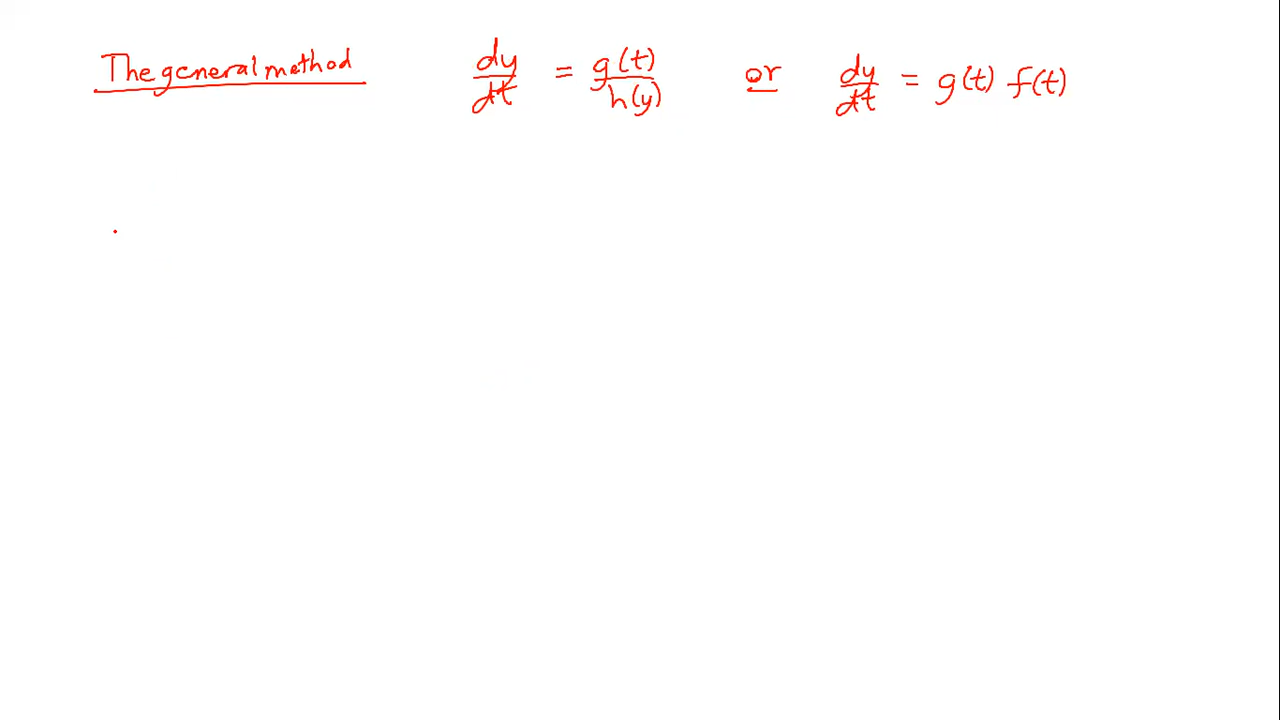 The general method dy/dt = g(t)/h(y) or dy/dt = g(t) f(t)